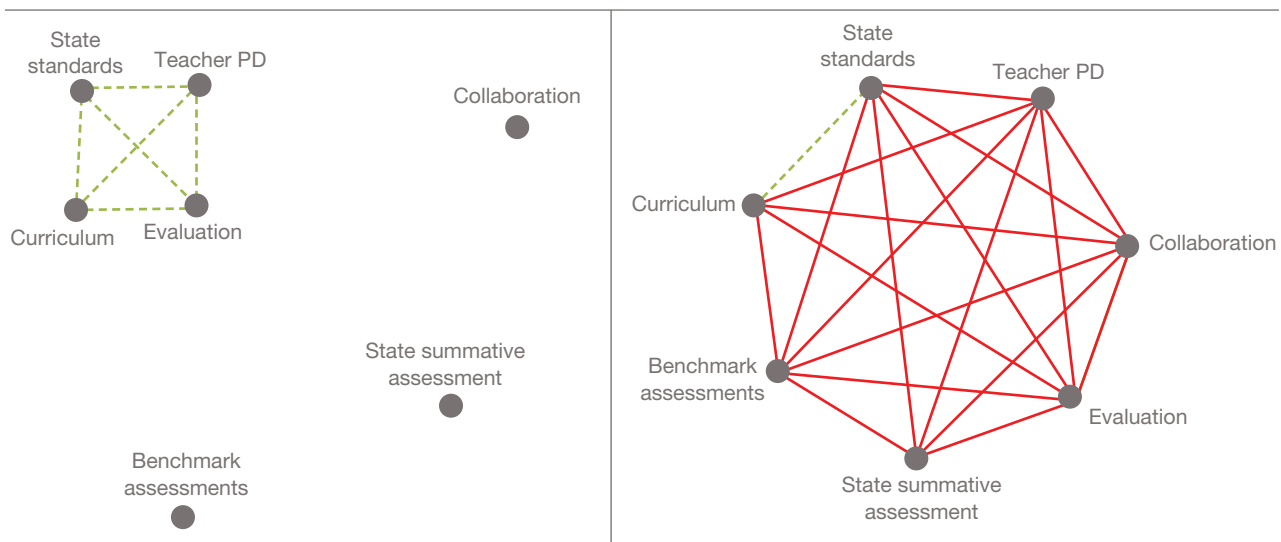 State
standards
Teacher PD
Collaboration
Curriculum
Evaluation
State summative
assessment
Benchmark
assessments
State
standards
Teacher PD
Curriculum
Collaboration
Benchmark
assessments
Evaluation
State summative
assessment